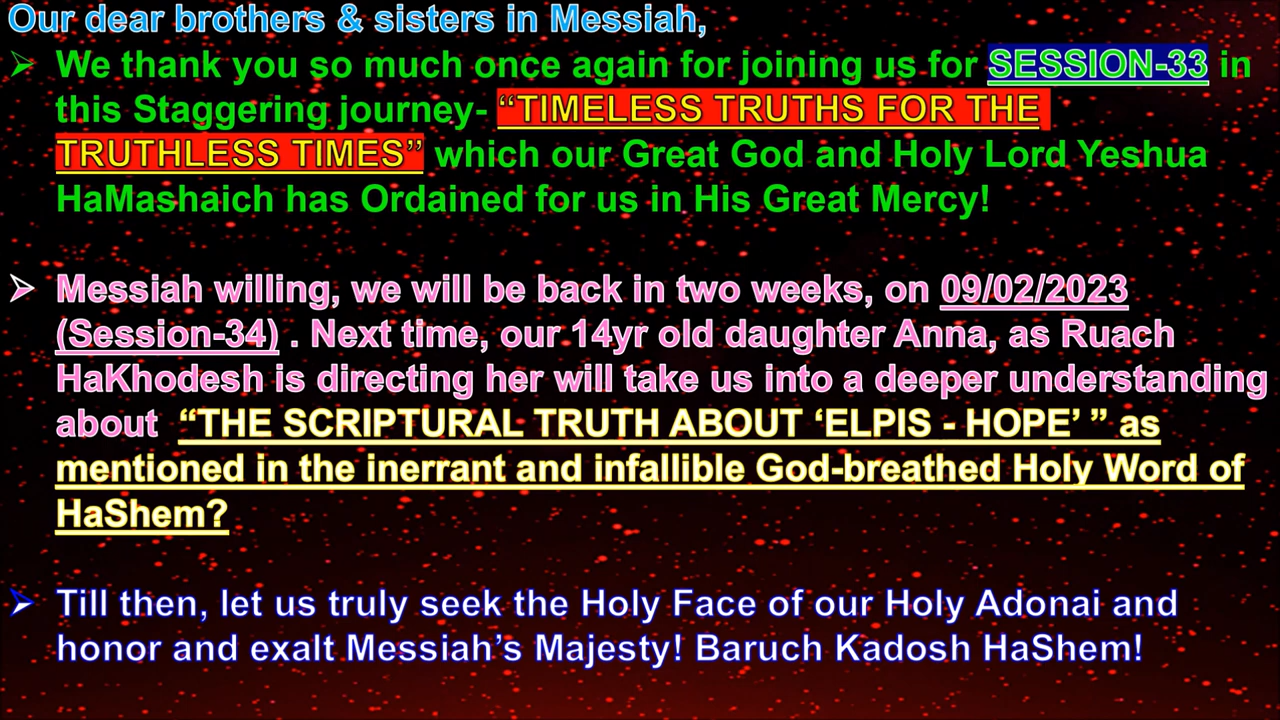 Our dear brothers & sisters in Messiah,
➢ We thank you so much once again for joining us for SESSION-33 in
this Staggering journey- “TIMELESS TRUTHS FOR THE
TRUTHLESS TIMES” which our Great God and Holy Lord Yeshua
HaMashaich has Ordained for us in His Great Mercy!
➢ Messiah willing, we will be back in two weeks, on 09/02/2023
(Session-34) . Next time, our 14yr old daughter Anna, as Ruach
HaKhodesh is directing her will take us into a deeper understanding
about “THE SCRIPTURAL TRUTH ABOUT ‘ELPIS - HOPE’ ” as
mentioned in the inerrant and infallible God-breathed Holy Word of
HaShem?
➢ Till then, let us truly seek the Holy Face of our Holy Adonai and
honor and exalt Messiah’s Majesty! Baruch Kadosh HaShem!